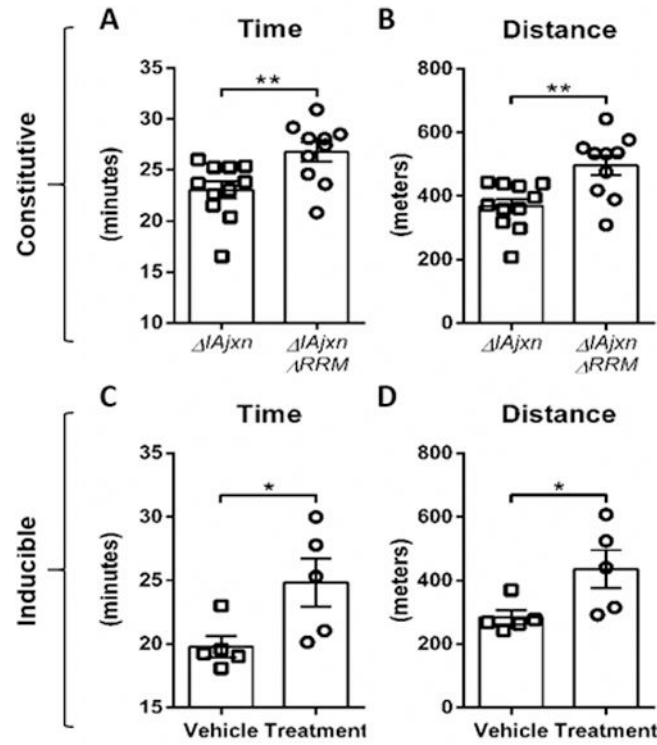 A
Time
B
Distance
Constitutive
(minutes)
35
30
25
20
15
10
**
ΔIAjxn
ΔIAjxn
ΔRRM
(meters)
800
600
400
200
0
**
ΔIAjxn
ΔIAjxn
ΔRRM
C
Time
D
Distance
Inducible
(minutes)
35
30
25
20
15
*
Vehicle Treatment
(meters)
800
600
400
200
0
*
Vehicle Treatment